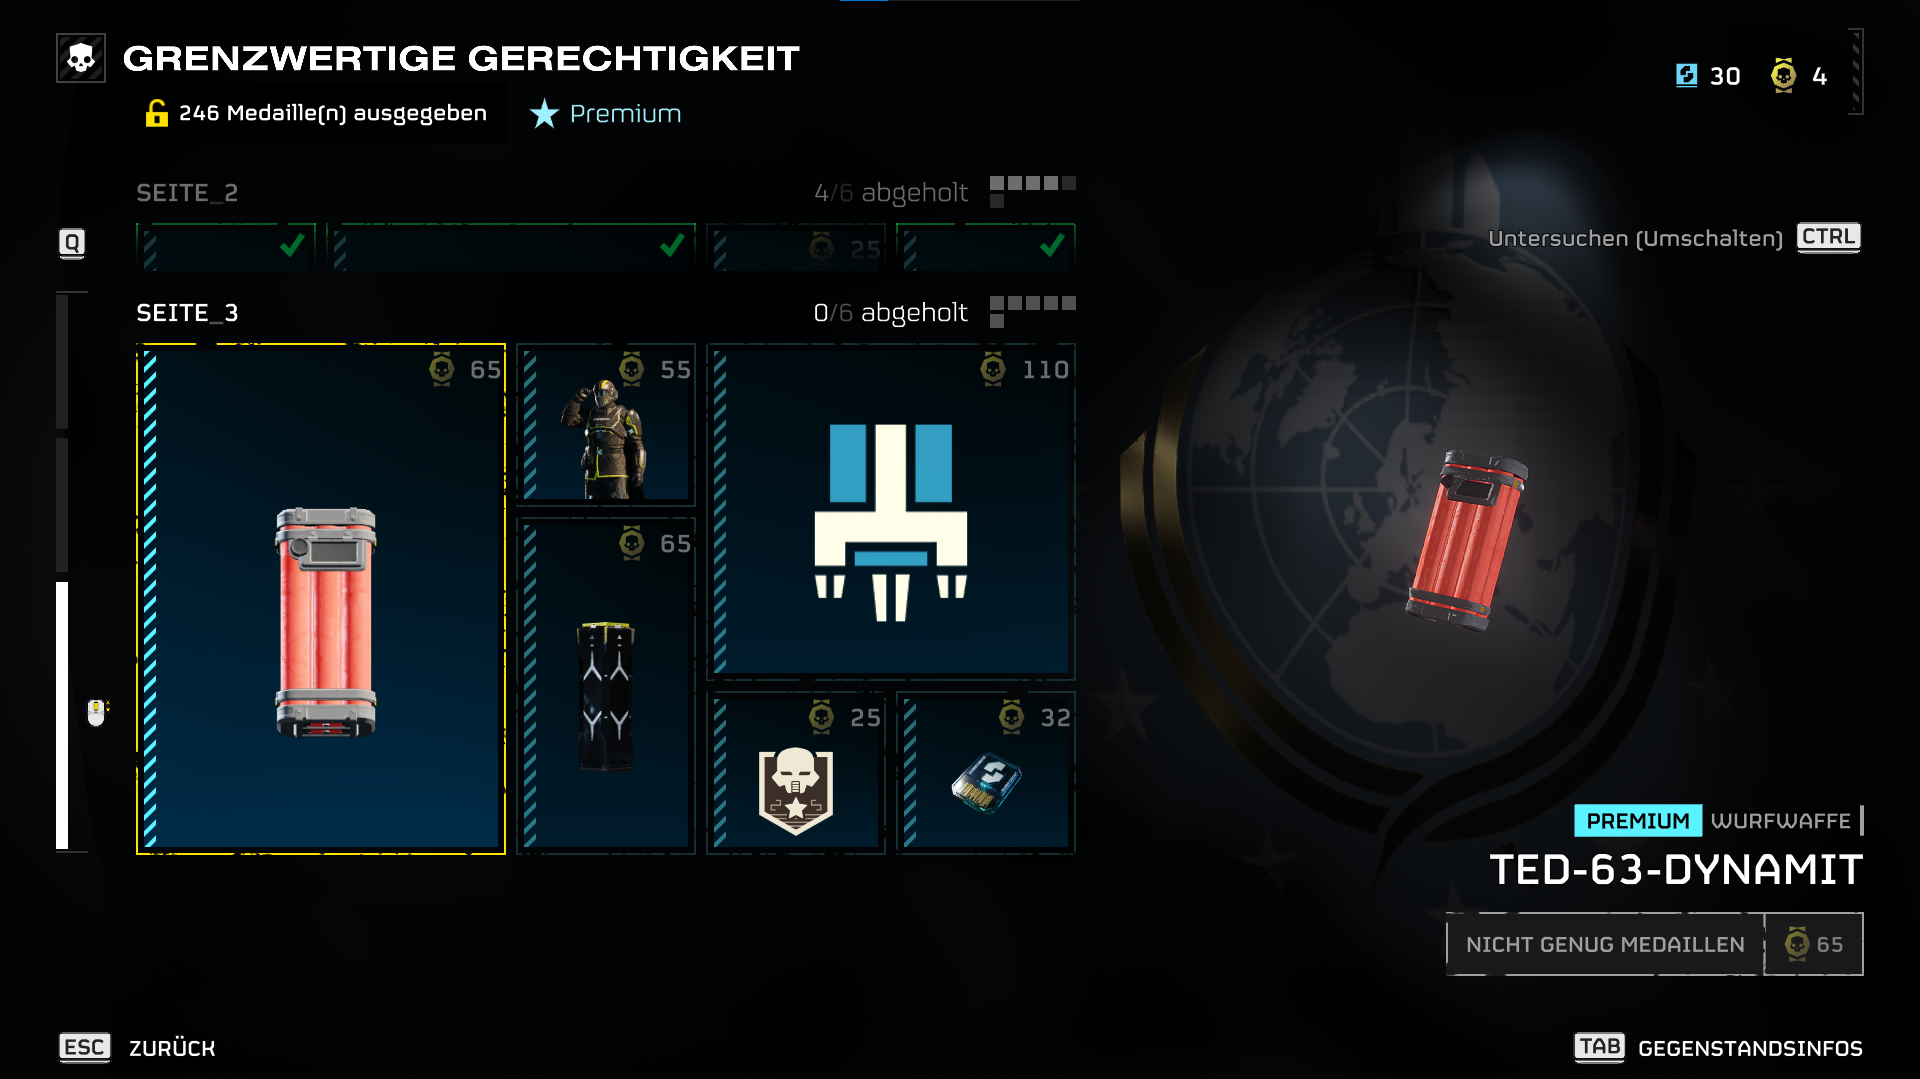 GRENZWERTIGE GERECHTIGKEIT
30 4
246 Medaille(n) ausgegeben Premium
SEITE_2 4/6 abgeholt
Q
25
Untersuchen (Umschalten) CTRL
SEITE_3 0/6 abgeholt
65 55 110
65
25 32
PREMIUM WURFWAFFE
TED-63-DYNAMIT
NICHT GENUG MEDAILLEN 65
ESC ZURÜCK
TAB GEGENSTANDSINFOS